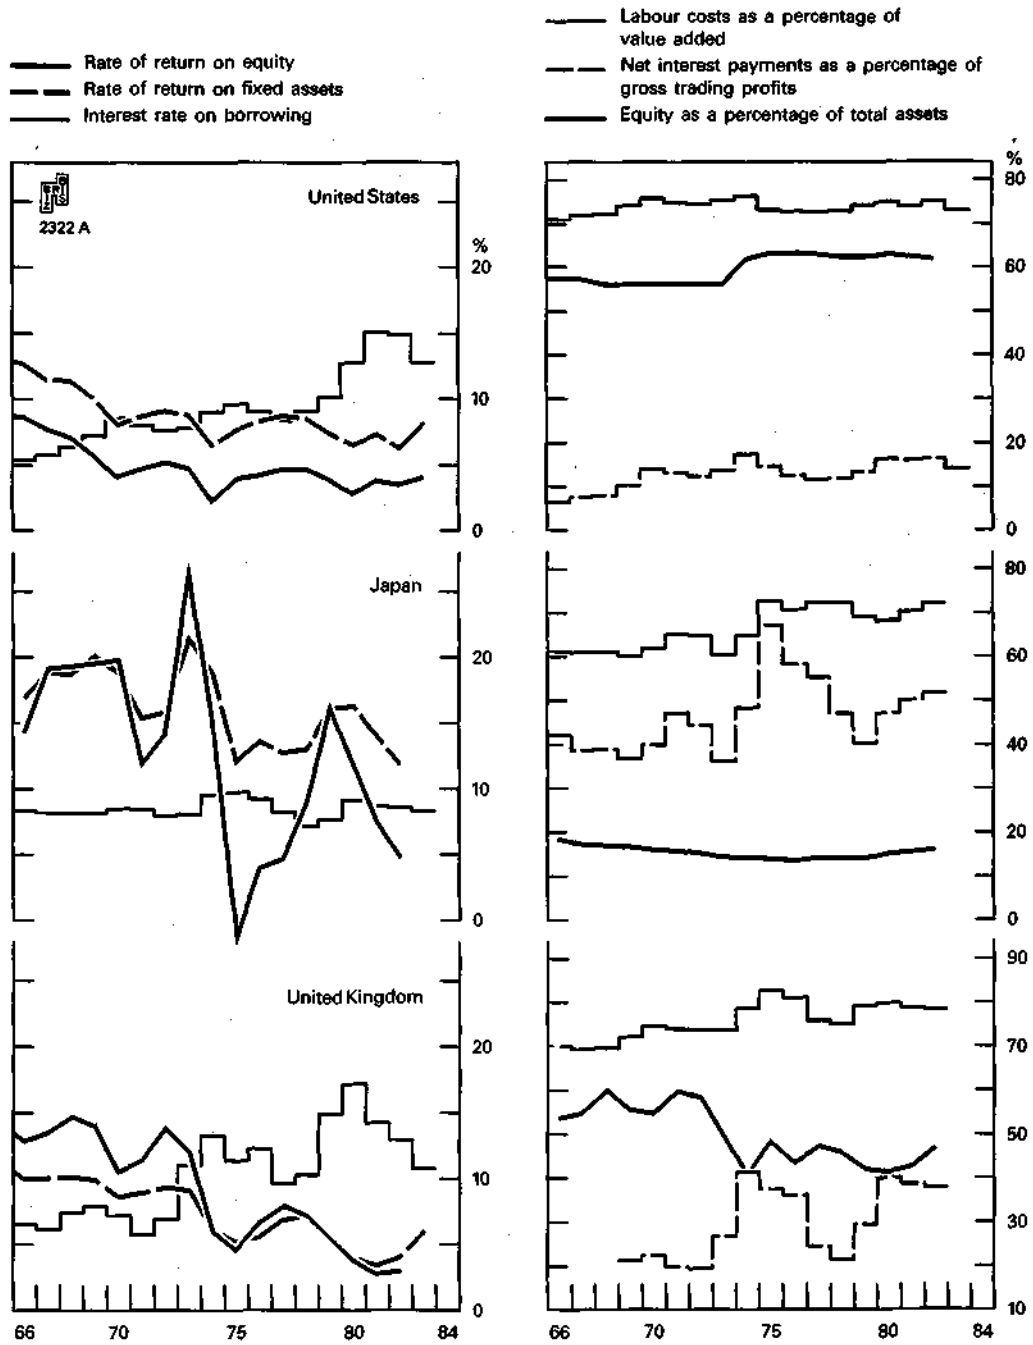 Rate of return on equity
Rate of return on fixed assets
Interest rate on borrowing
Labour costs as a percentage of
value added
Net interest payments as a percentage of
gross trading profits
Equity as a percentage of total assets
2322 A
United States
%
20
10
0
%
80
60
40
20
0
Japan
20
10
0
80
60
40
20
0
United Kingdom
20
10
0
90
70
50
30
10
66 70 75 80 84
66 70 75 80 84